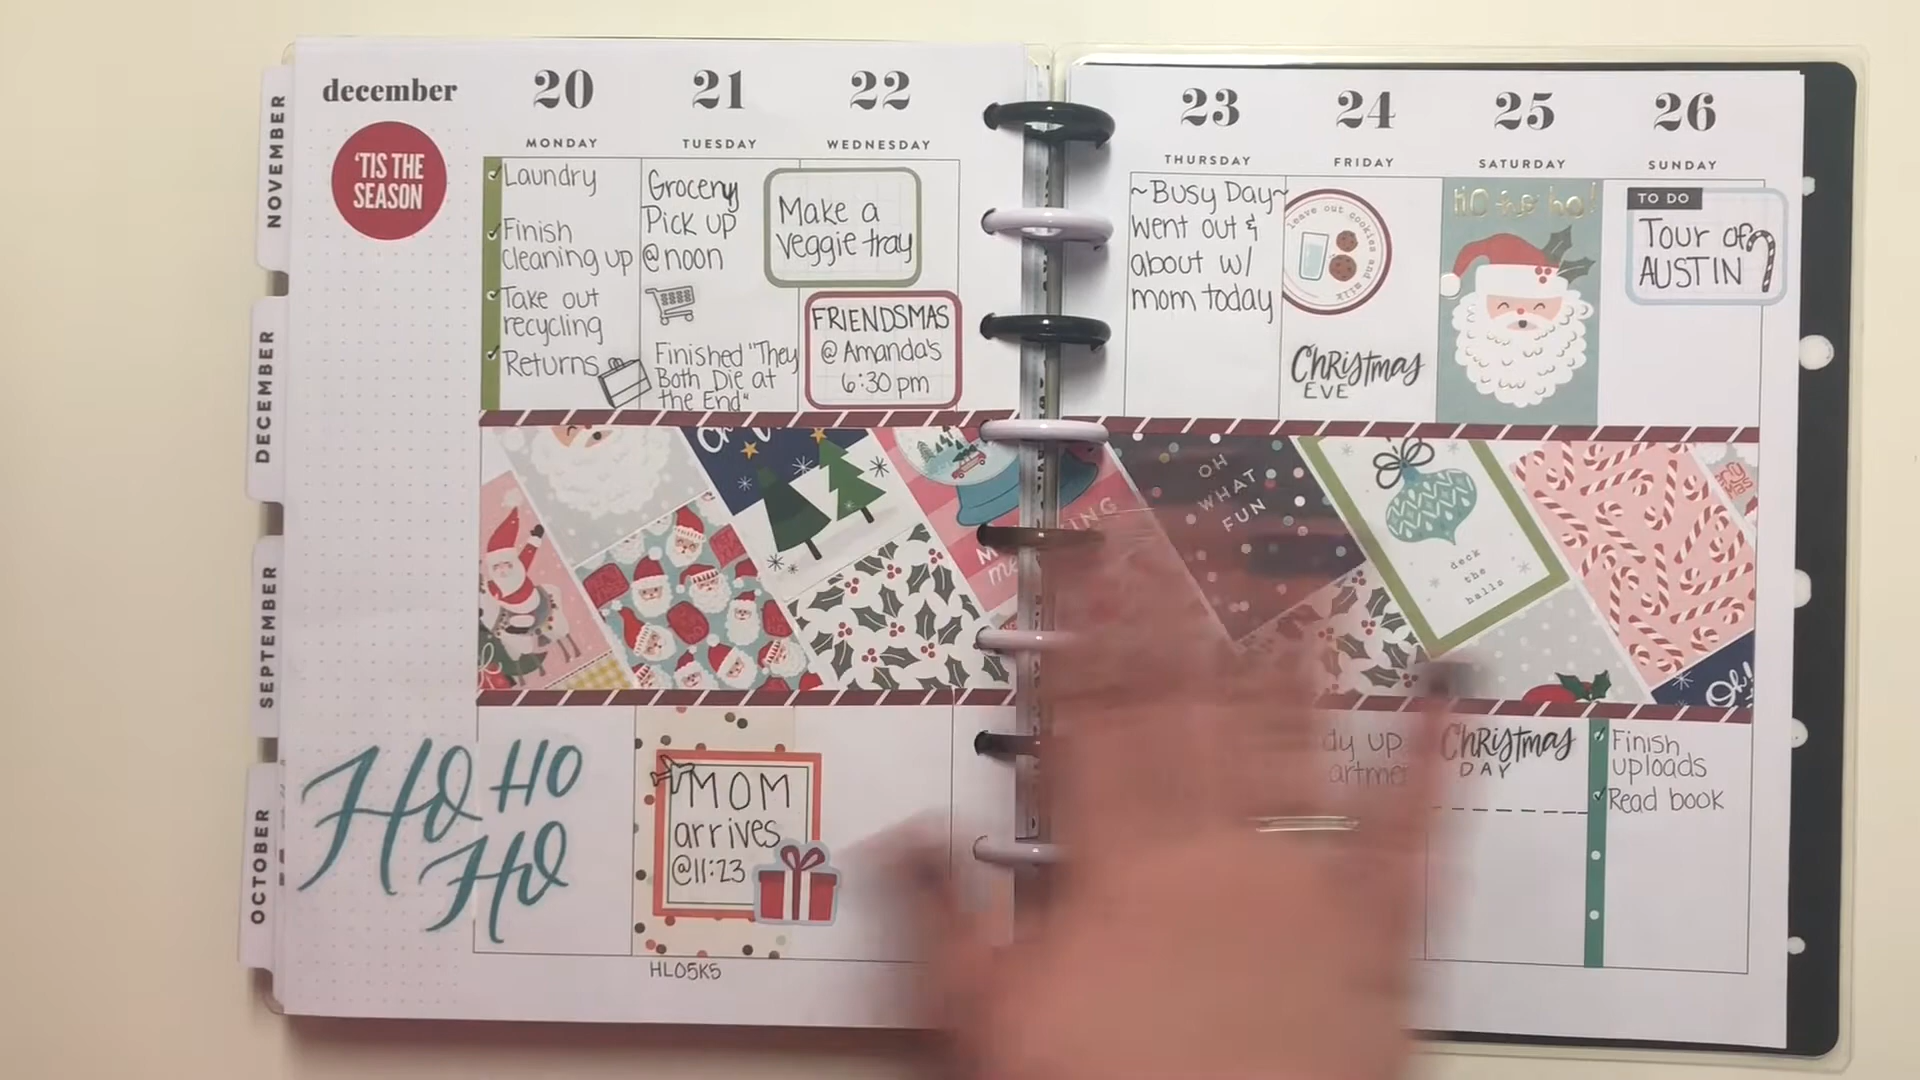 NOVEMBER
DECEMBER
SEPTEMBER
OCTOBER
december
'TIS THE
SEASON
20
MONDAY
Laundry
Finish
cleaning up
Take out
recycling
Returns
21
TUESDAY
Grocery
Pick up
@noon
Finished "They
Both Die at
the End"
22
WEDNESDAY
Make a
veggie tray
FRIENDSMAS
@ Amanda's
6:30 pm
23
THURSDAY
~Busy Day~
went out &
about w/
mom today
24
FRIDAY
leave out cookies and milk
Christmas
EVE
25
SATURDAY
HO ho ho!
26
SUNDAY
TO DO
Tour of
AUSTIN
OH
WHAT
FUN
deck
the
halls
Oh!
HO HO
HO
MOM
arrives
@11:23
HL05K5
dy up
artme
Christmas
DAY
Finish
uploads
Read book